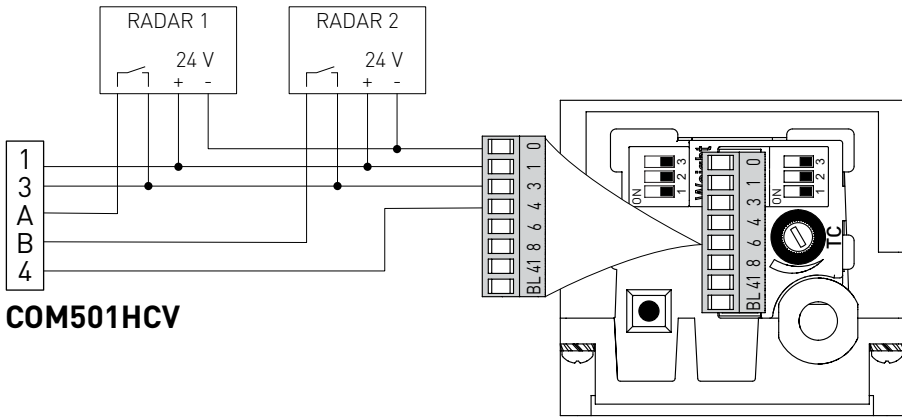 RADAR 1
24 V
+ -
RADAR 2
24 V
+ -
1
3
A
B
4
COM501HCV
0
1
3
4
6
8
41
BL
ON
1 2 3
Weight
0
1
3
4
6
8
41
BL
ON
1 2 3
TC